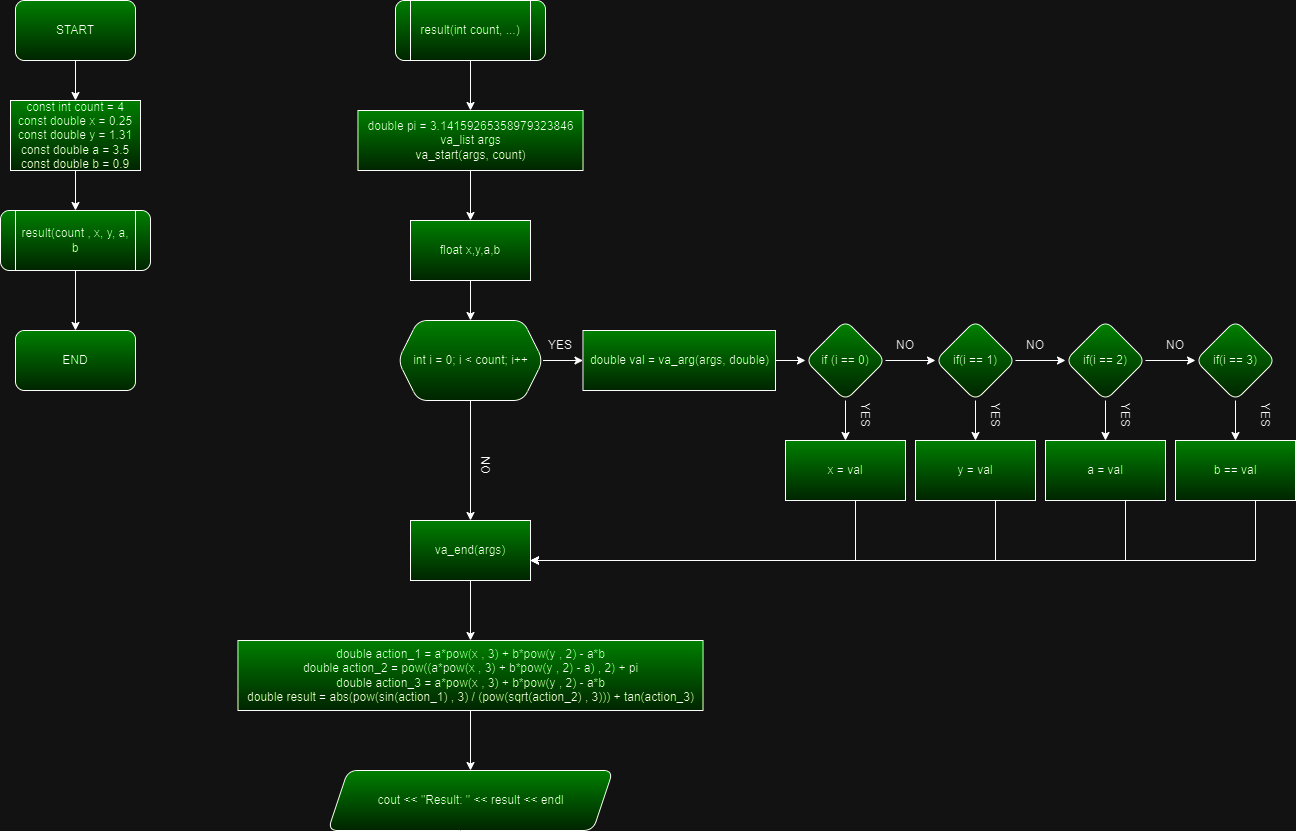 START
const int count = 4
const double x = 0.25
const double y = 1.31
const double a = 3.5
const double b = 0.9
result(count , x, y, a,
b
END
result(int count, ...)
double pi = 3.14159265358979323846
va_list args
va_start(args, count)
float x,y,a,b
int i = 0; i < count; i++
YES
double val = va_arg(args, double)
if (i == 0)
NO
if(i == 1)
NO
if(i == 2)
NO
if(i == 3)
YES
YES
YES
YES
x = val
y = val
a = val
b == val
NO
va_end(args)
double action_1 = a*pow(x , 3) + b*pow(y , 2) - a*b
double action_2 = pow((a*pow(x , 3) + b*pow(y , 2) - a) , 2) + pi
double action_3 = a*pow(x , 3) + b*pow(y , 2) - a*b
double result = abs(pow(sin(action_1) , 3) / (pow(sqrt(action_2) , 3))) + tan(action_3)
cout << "Result: " << result << endl